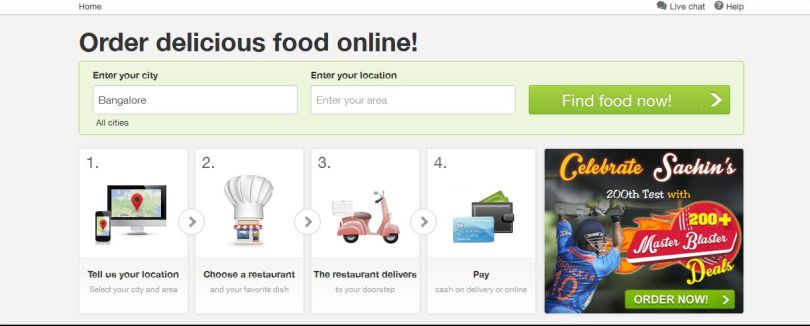 Home
Live chat
Help
Order delicious food online!
Enter your city
Enter your location
Bangalore
Enter your area
Find food now!
All cities
1.
2.
3.
4.
Tell us your location
Select your city and area
Choose a restaurant
and your favorite dish
The restaurant delivers
to your doorstep
Pay
cash on delivery or online
Celebrate Sachin's
200th Test with
200+
Master Blaster
Deals
ORDER NOW!